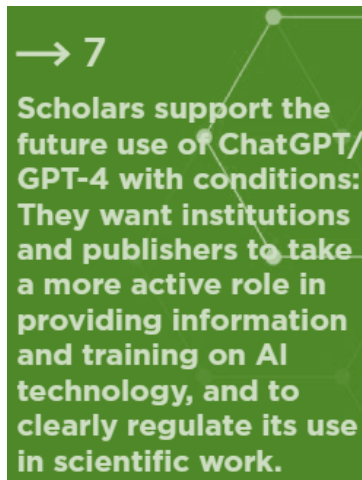 → 7
Scholars support the
future use of ChatGPT/
GPT-4 with conditions:
They want institutions
and publishers to take
a more active role in
providing information
and training on AI
technology, and to
clearly regulate its use
in scientific work.